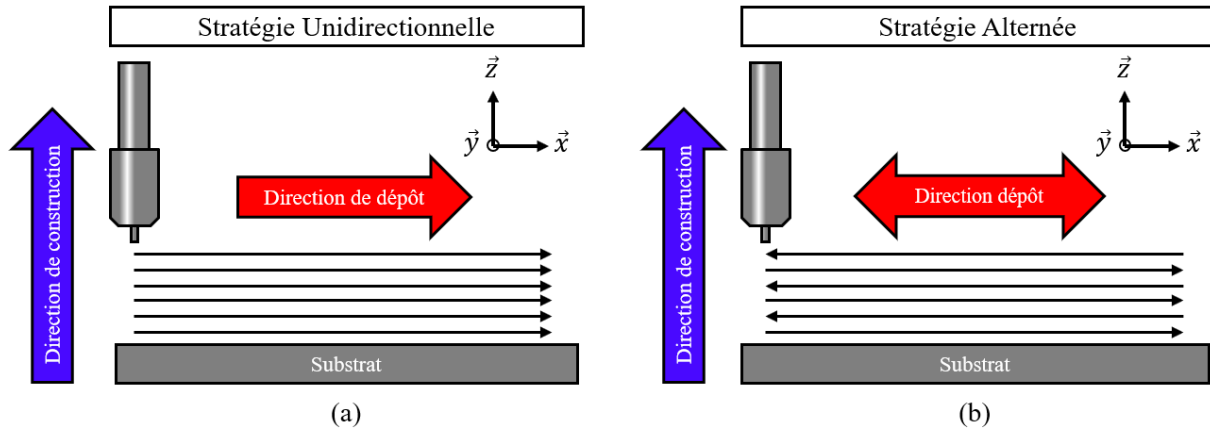 Stratégie Unidirectionnelle
Direction de construction
z
y
x
Direction de dépôt
Substrat
(a)
Stratégie Alternée
Direction de construction
z
y
x
Direction dépôt
Substrat
(b)